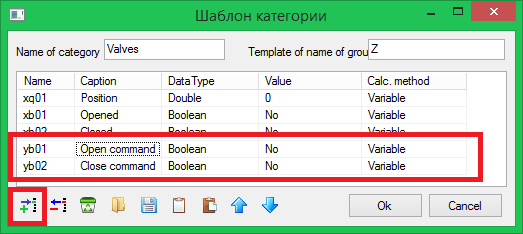 Шаблон категории
Name of category Valves Template of name of grou Z
Name Caption DataType Value Calc. method
xq01 Position Double 0 Variable
xb01 Opened Boolean No Variable
xb02 Closed Boolean No Variable
yb01 Open command Boolean No Variable
yb02 Close command Boolean No Variable
Ok Cancel